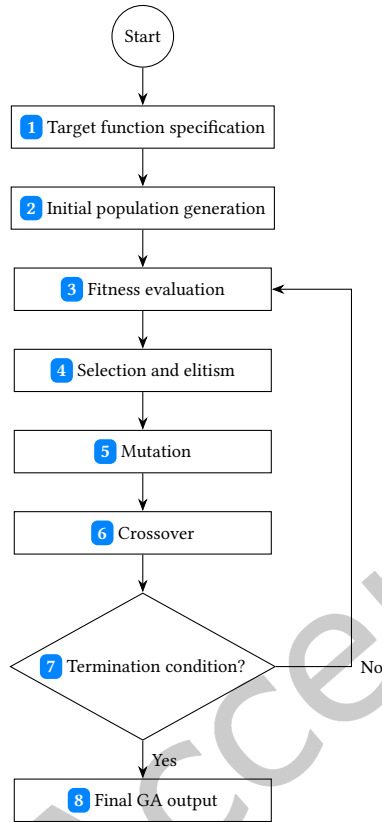 Start
1 Target function specification
2 Initial population generation
3 Fitness evaluation
4 Selection and elitism
5 Mutation
6 Crossover
7 Termination condition?
No
Yes
8 Final GA output